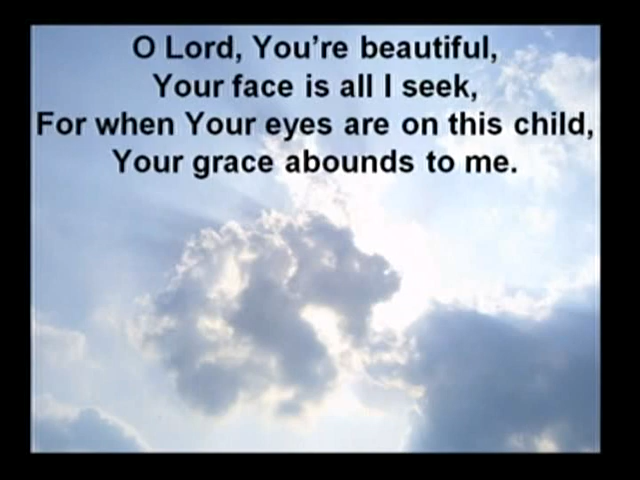 O Lord, You’re beautiful,
Your face is all I seek,
For when Your eyes are on this child,
Your grace abounds to me.